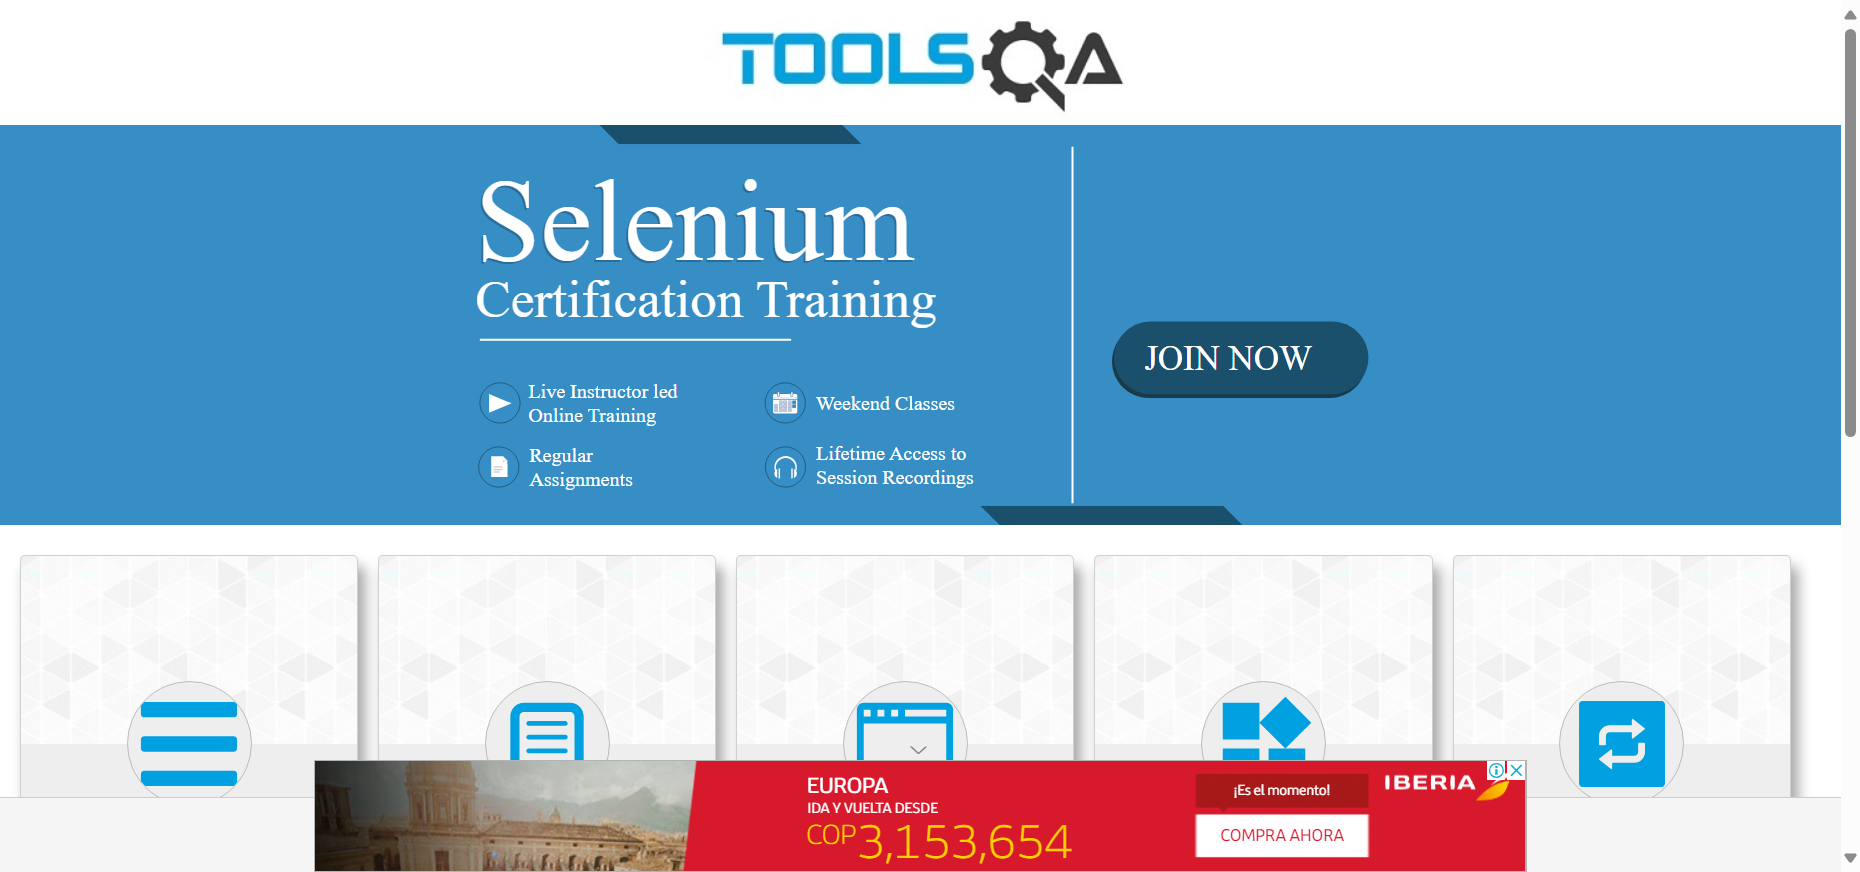 TOOLSQA
Selenium
Certification Training
JOIN NOW
Live Instructor led
Online Training
Weekend Classes
Regular
Assignments
Lifetime Access to
Session Recordings
EUROPA
IDA Y VUELTA DESDE
COP3,153,654
¡Es el momento!
COMPRA AHORA
IBERIA